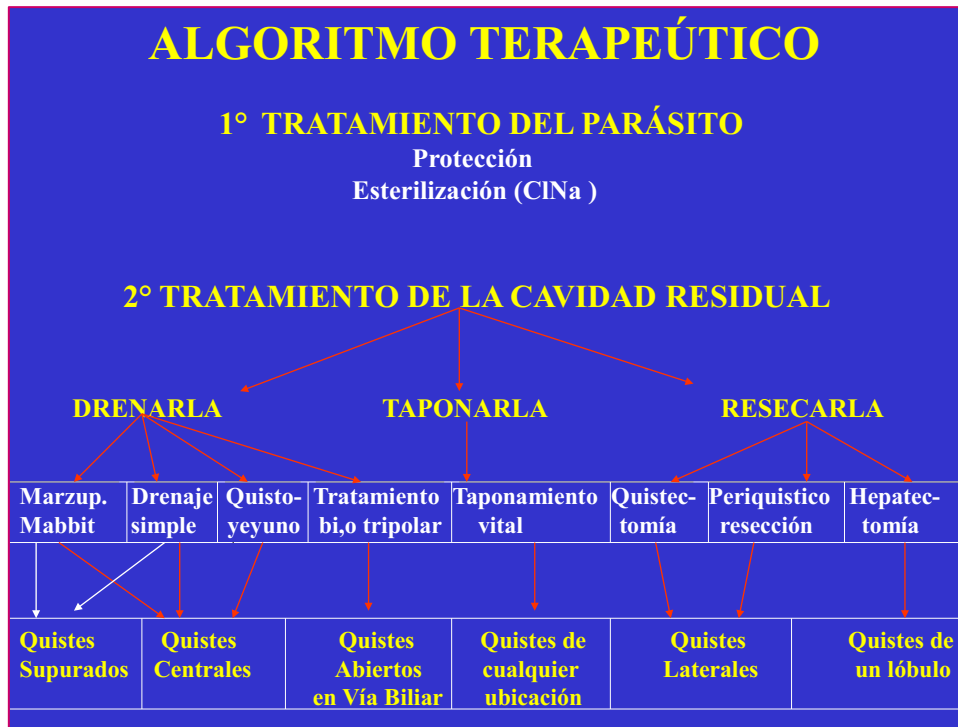 ALGORITMO TERAPEÚTICO
1° TRATAMIENTO DEL PARÁSITO
Protección
Esterilización (ClNa )
2° TRATAMIENTO DE LA CAVIDAD RESIDUAL
DRENARLA TAPONARLA RESECARLA
Marzup. Drenaje Quisto- Tratamiento Taponamiento Quistec- Periquistico Hepatec-
Mabbit simple yeyuno bi,o tripolar vital tomía resección tomía
Quistes Quistes Quistes Quistes de Quistes Quistes de
Supurados Centrales Abiertos cualquier Laterales un lóbulo
en Vía Biliar ubicación